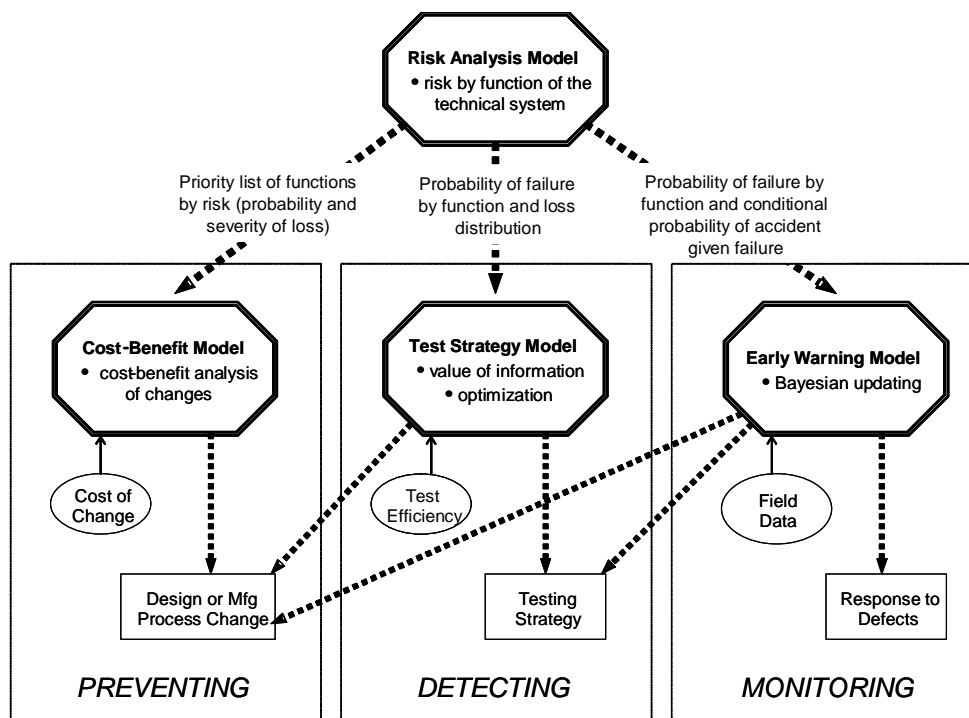 Risk Analysis Model
• risk by function of the
technical system
Priority list of functions
by risk (probability and
severity of loss)
Probability of failure
by function and loss
distribution
Probability of failure by
function and conditional
probability of accident
given failure
Cost-Benefit Model
• cost-benefit analysis
of changes
Test Strategy Model
• value of information
• optimization
Early Warning Model
• Bayesian updating
Cost of
Change
Test
Efficiency
Field
Data
Design or Mfg
Process Change
Testing
Strategy
Response to
Defects
PREVENTING
DETECTING
MONITORING